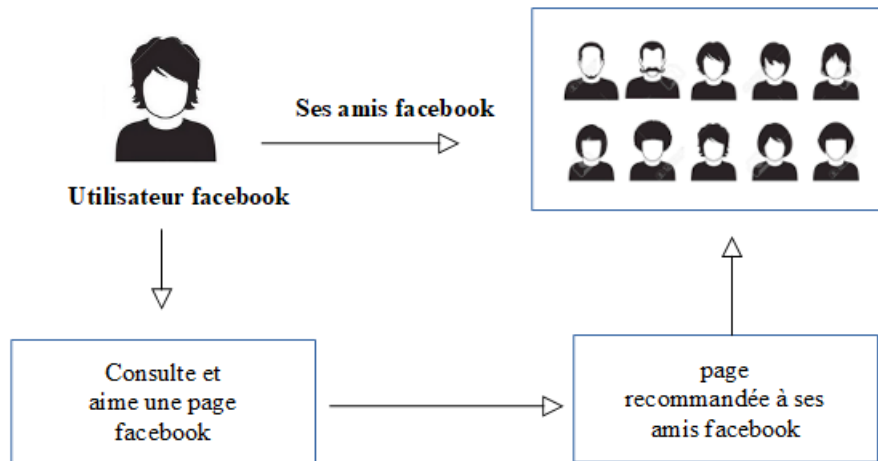 Ses amis facebook
Utilisateur facebook
Consulte et
aime une page
facebook
page
recommandée à ses
amis facebook